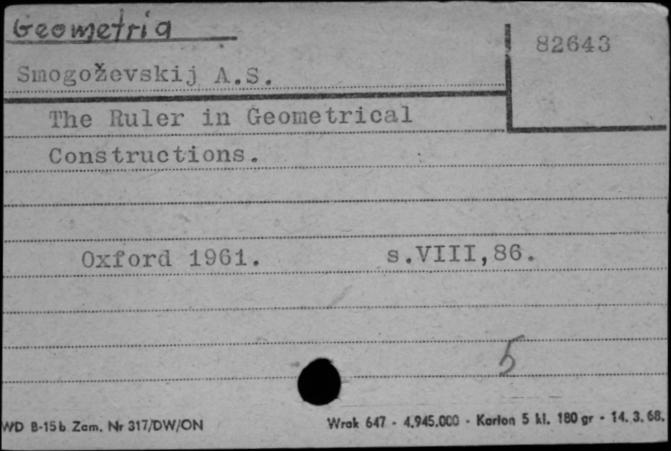 Geometria
82643
Smogoževskij A.S.
The Ruler in Geometrical
Constructions.
Oxford 1961. s.VIII,86.
5
WD B-15b Zam. Nr 317/DW/ON Wrak 647 - 4.945.000 - Karton 5 kl. 180 gr - 14.3.68.